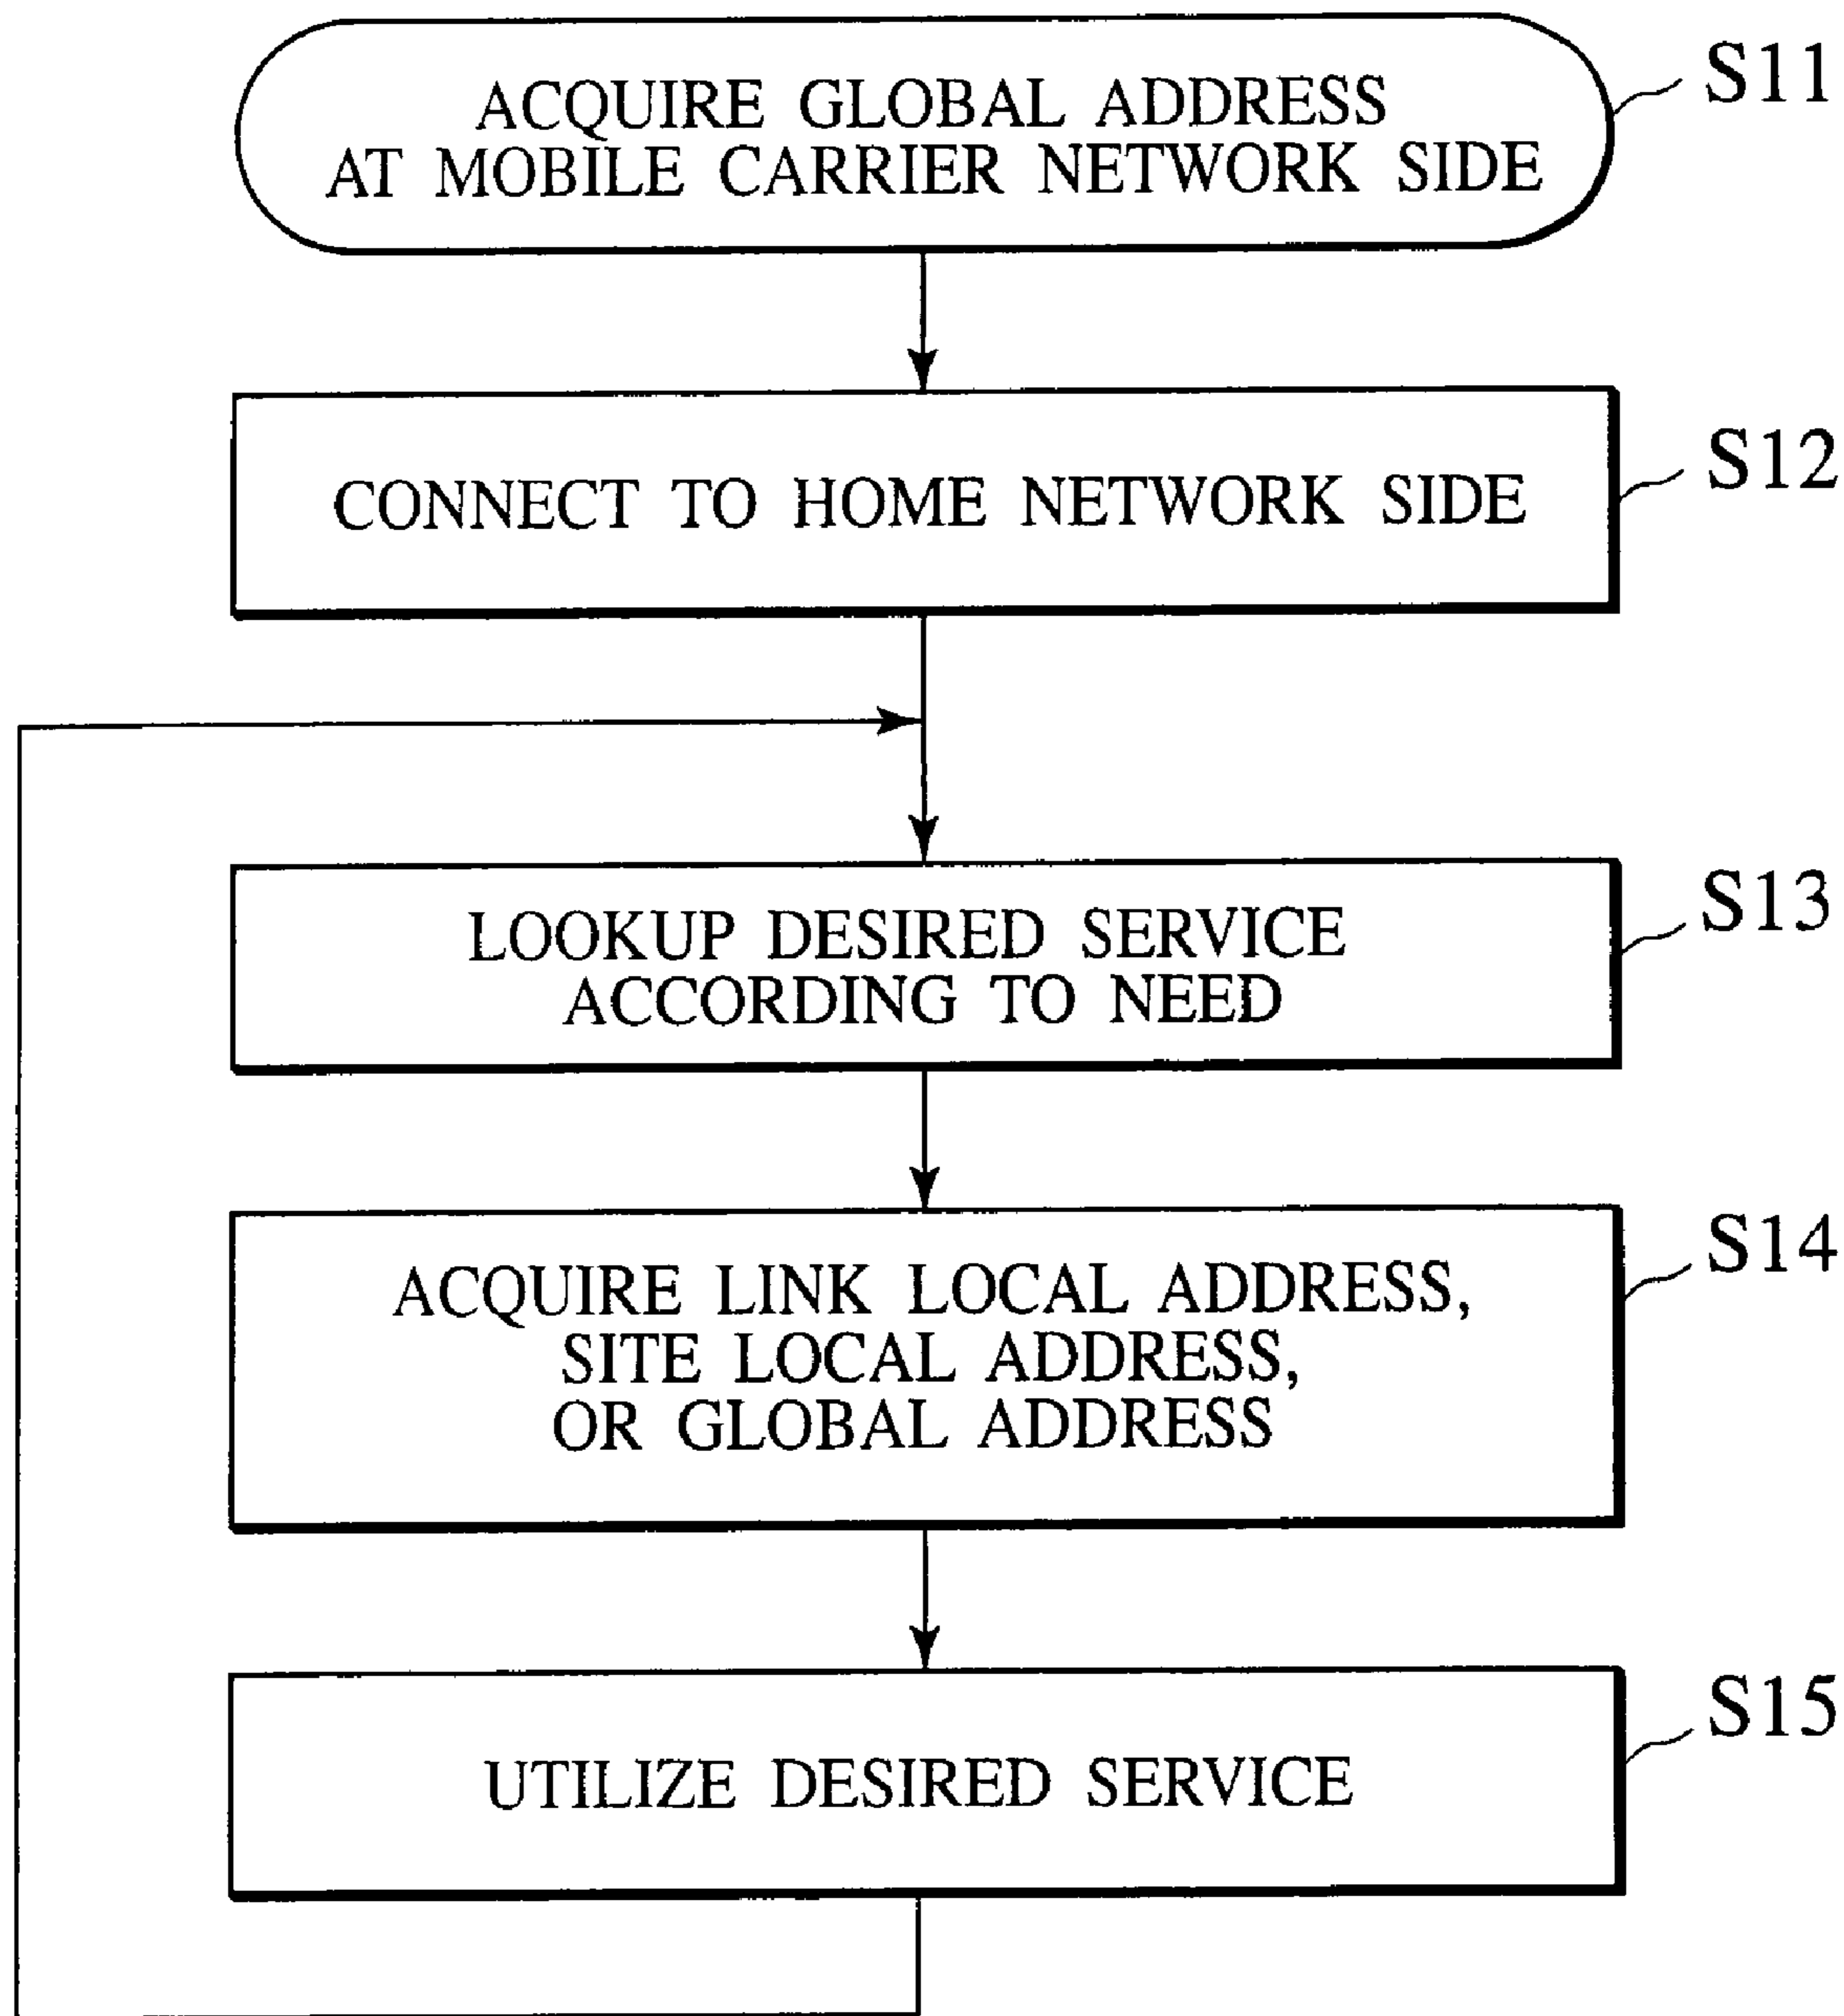 ACQUIRE GLOBAL ADDRESS
AT MOBILE CARRIER NETWORK SIDE
S11
CONNECT TO HOME NETWORK SIDE
S12
LOOKUP DESIRED SERVICE
ACCORDING TO NEED
S13
ACQUIRE LINK LOCAL ADDRESS,
SITE LOCAL ADDRESS,
OR GLOBAL ADDRESS
S14
UTILIZE DESIRED SERVICE
S15